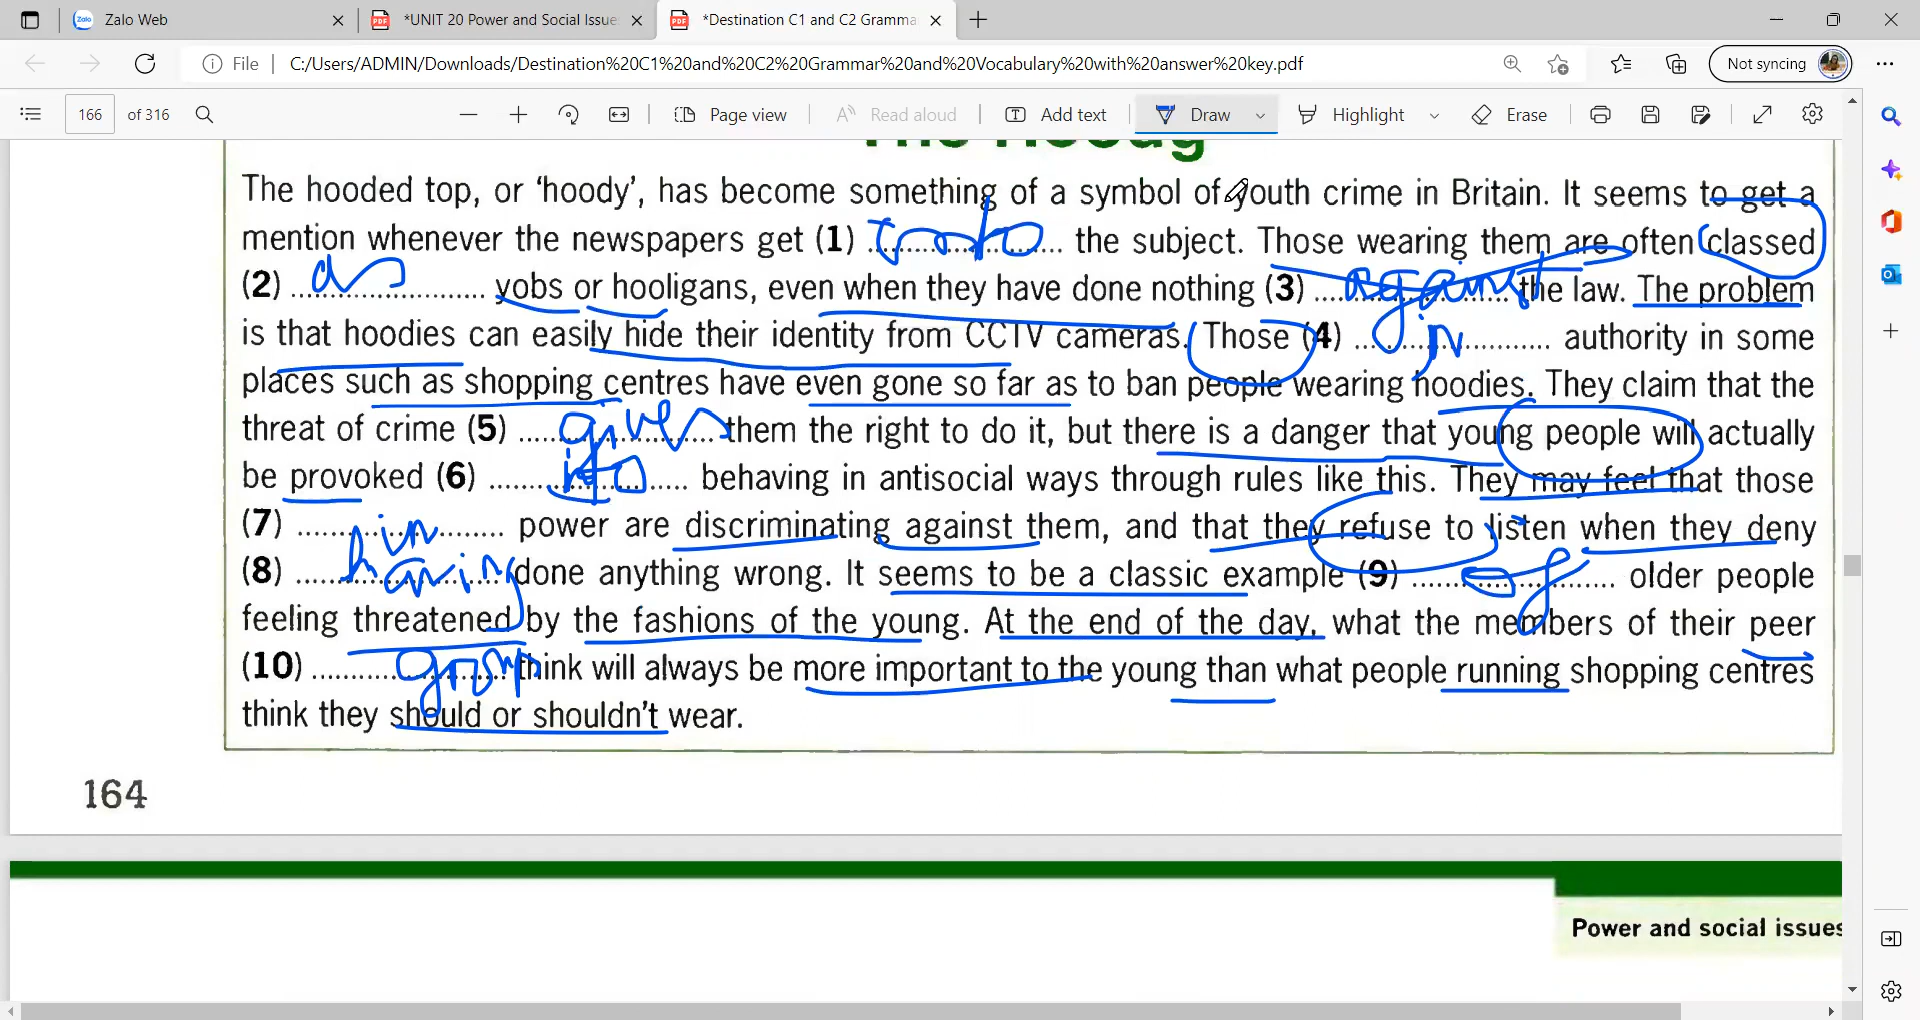 Zalo Web
*UNIT 20 Power and Social Issue
*Destination C1 and C2 Gramma
File C:/Users/ADMIN/Downloads/Destination%20C1%20and%20C2%20Grammar%20and%20Vocabulary%20with%20answer%20key.pdf
Not syncing
166 of 316
Page view
Read aloud
Add text
Draw
Highlight
Erase
The hooded top, or ‘hoody’, has become something of a symbol of youth crime in Britain. It seems to get a
mention whenever the newspapers get (1) into the subject. Those wearing them are often classed
(2) as yobs or hooligans, even when they have done nothing (3) against the law. The problem
is that hoodies can easily hide their identity from CCTV cameras. Those (4) in authority in some
places such as shopping centres have even gone so far as to ban people wearing hoodies. They claim that the
threat of crime (5) gives them the right to do it, but there is a danger that young people will actually
be provoked (6) into behaving in antisocial ways through rules like this. They may feel that those
(7) in power are discriminating against them, and that they refuse to listen when they deny
(8) having done anything wrong. It seems to be a classic example (9) of older people
feeling threatened by the fashions of the young. At the end of the day, what the members of their peer
(10) group think will always be more important to the young than what people running shopping centres
think they should or shouldn't wear.
164
Power and social issues